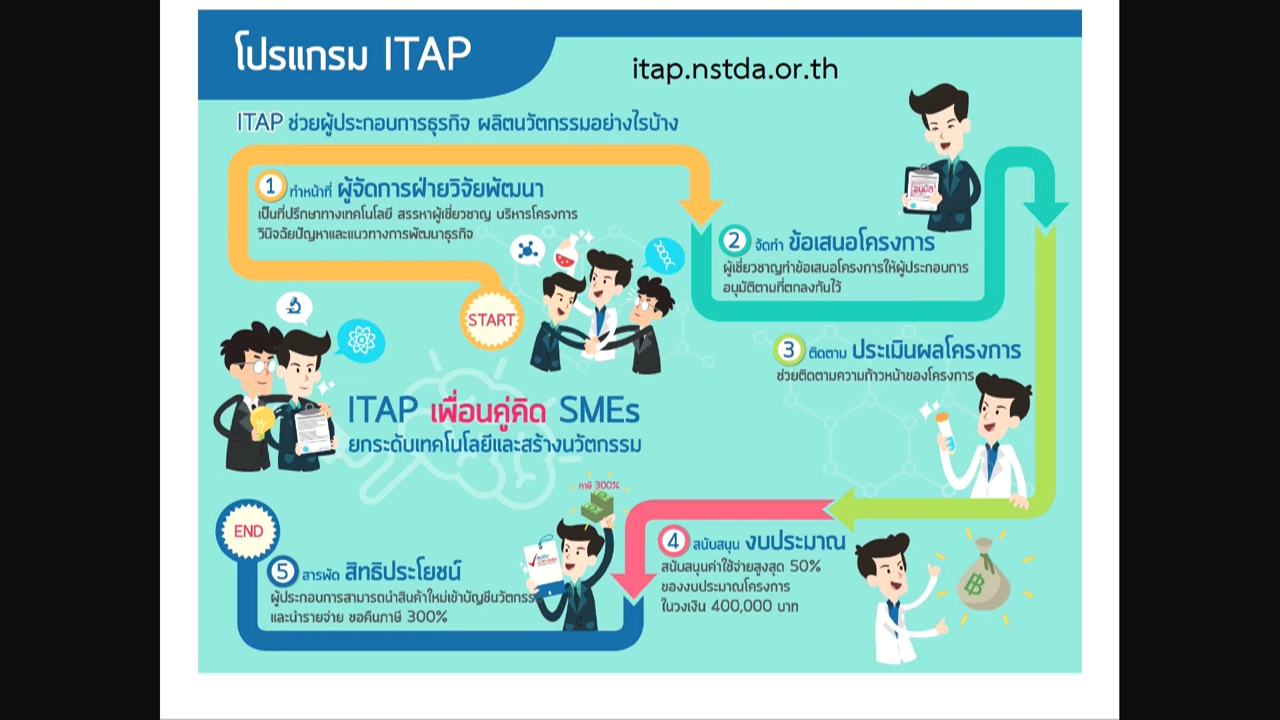 โปรแกรม ITAP
itap.nstda.or.th
ITAP ช่วยผู้ประกอบการธุรกิจ ผลิตนวัตกรรมอย่างไรบ้าง
1 ทำหน้าที่ ผู้จัดการฝ่ายวิจัยพัฒนา
เป็นที่ปรึกษาทางเทคโนโลยี สรรหาผู้เชี่ยวชาญ บริหารโครงการ
วินิจฉัยปัญหาและแนวทางการพัฒนาธุรกิจ
START
อนุมัติ
2 จัดทำ ข้อเสนอโครงการ
ผู้เชี่ยวชาญทำข้อเสนอโครงการให้ผู้ประกอบการ
อนุมัติตามที่ตกลงกันไว้
3 ติดตาม ประเมินผลโครงการ
ช่วยติดตามความก้าวหน้าของโครงการ
ITAP เพื่อนคู่คิด SMEs
ยกระดับเทคโนโลยีและสร้างนวัตกรรม
4 สนับสนุน งบประมาณ
สนับสนุนค่าใช้จ่ายสูงสุด 50%
ของงบประมาณโครงการ
ในวงเงิน 400,000 บาท
฿
ภาษี 300%
END
5 สารพัด สิทธิประโยชน์
ผู้ประกอบการสามารถนำสินค้าใหม่เข้าบัญชีนวัตกรร
และนำรายจ่าย ขอคืนภาษี 300%